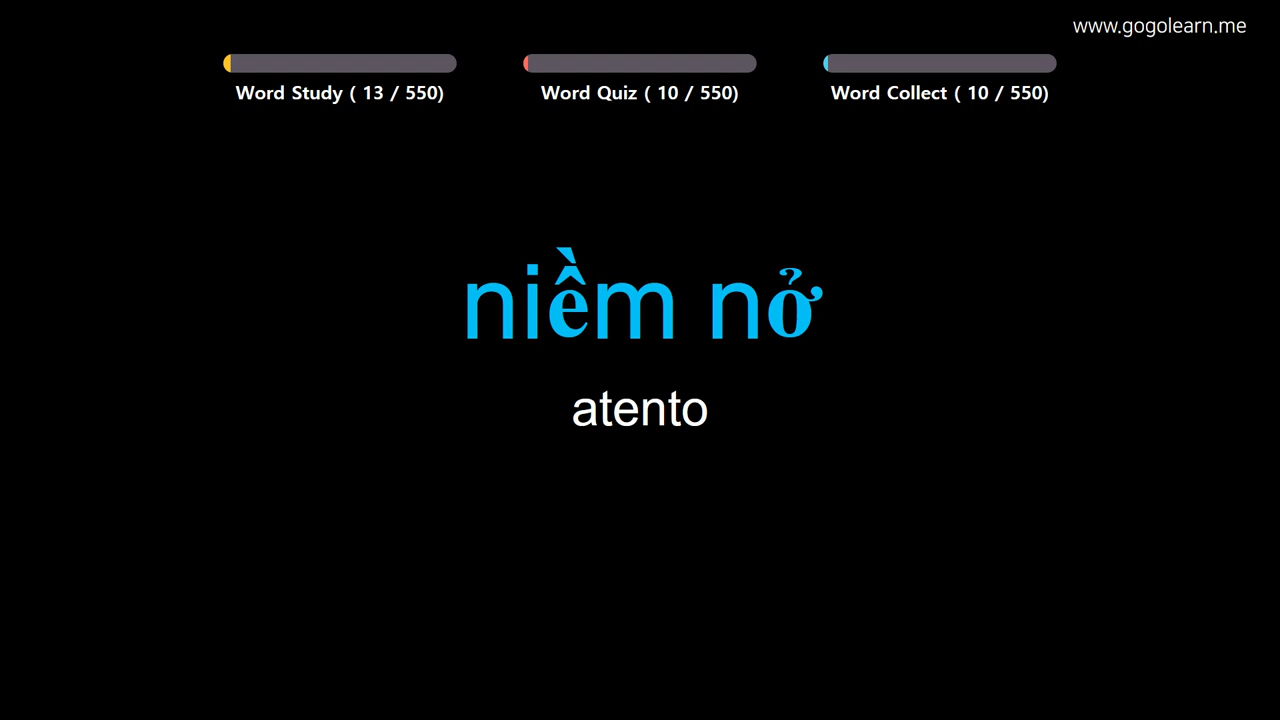 www.gogolearn.me
Word Study ( 13 / 550)
Word Quiz ( 10 / 550)
Word Collect ( 10 / 550)
niềm nở
atento